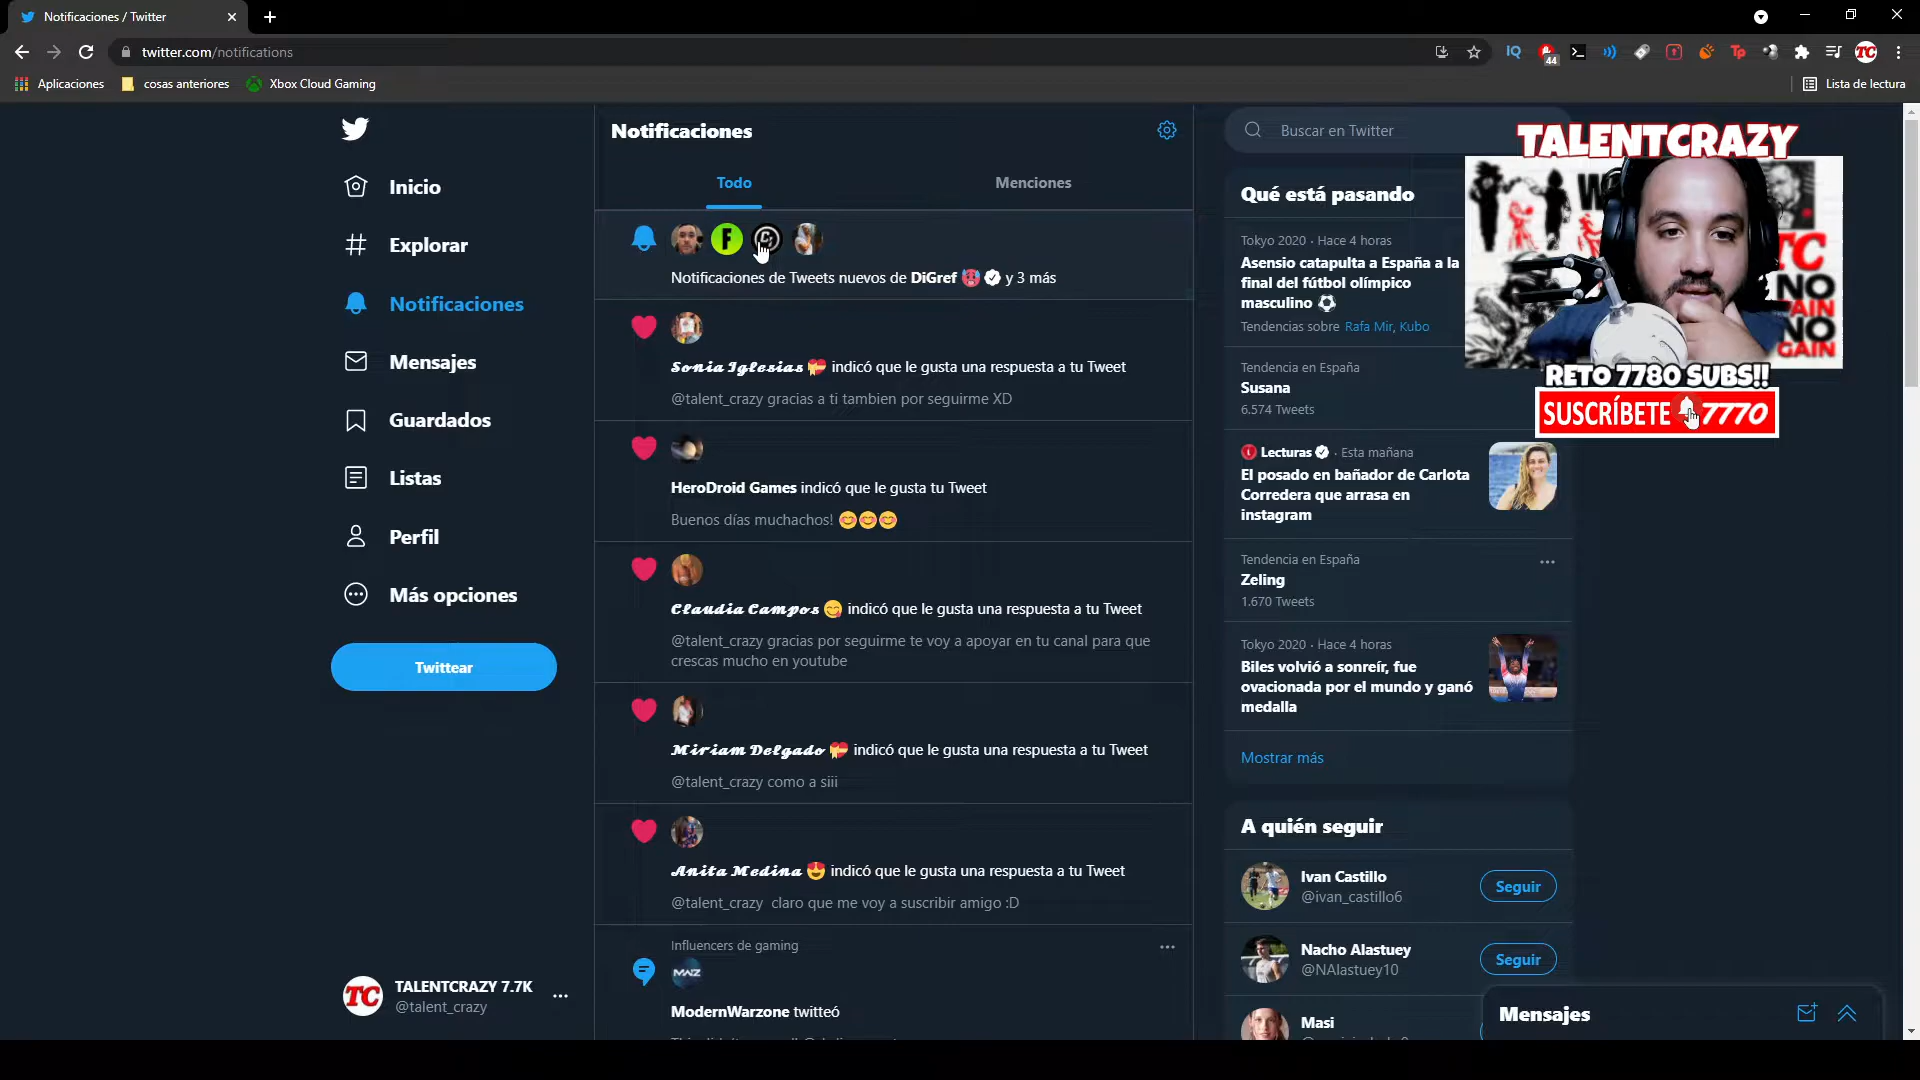 Notificaciones / Twitter
twitter.com/notifications
44
Aplicaciones
cosas anteriores
Xbox Cloud Gaming
Lista de lectura
Inicio
Explorar
Notificaciones
Mensajes
Guardados
Listas
Perfil
Más opciones
Twittear
TALENTCRAZY 7.7K
@talent_crazy
Notificaciones
Todo
Menciones
Notificaciones de Tweets nuevos de DiGref 🥵 y 3 más
Sonia Iglesias 💝 indicó que le gusta una respuesta a tu Tweet
@talent_crazy gracias a ti tambien por seguirme XD
HeroDroid Games indicó que le gusta tu Tweet
Buenos días muchachos! 😊😊😊
Claudia Campos 😋 indicó que le gusta una respuesta a tu Tweet
@talent_crazy gracias por seguirme te voy a apoyar en tu canal para que
crescas mucho en youtube
Miriam Delgado 💝 indicó que le gusta una respuesta a tu Tweet
@talent_crazy como a siii
Anita Medina 😍 indicó que le gusta una respuesta a tu Tweet
@talent_crazy claro que me voy a suscribir amigo :D
Influencers de gaming
ModernWarzone twitteó
Buscar en Twitter
Qué está pasando
Tokyo 2020 · Hace 4 horas
Asensio catapulta a España a la
final del fútbol olímpico
masculino ⚽
Tendencias sobre Rafa Mir, Kubo
Tendencia en España
Susana
6.574 Tweets
Lecturas · Esta mañana
El posado en bañador de Carlota
Corredera que arrasa en
instagram
Tendencia en España
Zeling
1.670 Tweets
Tokyo 2020 · Hace 4 horas
Biles volvió a sonreír, fue
ovacionada por el mundo y ganó
medalla
Mostrar más
A quién seguir
Ivan Castillo
@ivan_castillo6
Seguir
Nacho Alastuey
@NAlastuey10
Seguir
Masi
Mensajes
TALENTCRAZY
TC
NO
GAIN
RETO 7780 SUBS!!
SUSCRÍBETE 7770